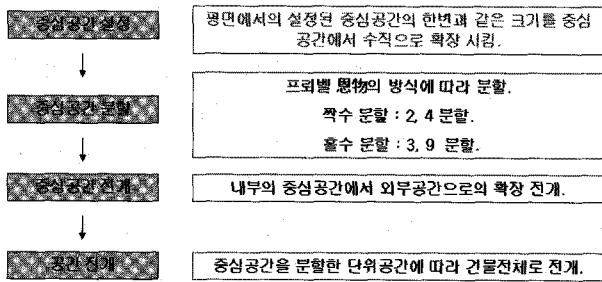 중심공간 설정
평면에서의 설정된 중심공간의 한변과 같은 크기를 중심
공간에서 수직으로 확장 시킴.
중심공간 분할
프뢰벨 恩物의 방식에 따라 분할.
짝수 분할 : 2, 4 분할.
홀수 분할 : 3, 9 분할.
중심공간 전개
내부의 중심공간에서 외부공간으로의 확장 전개.
공간 전개
중심공간을 분할한 단위공간에 따라 건물전체로 전개.